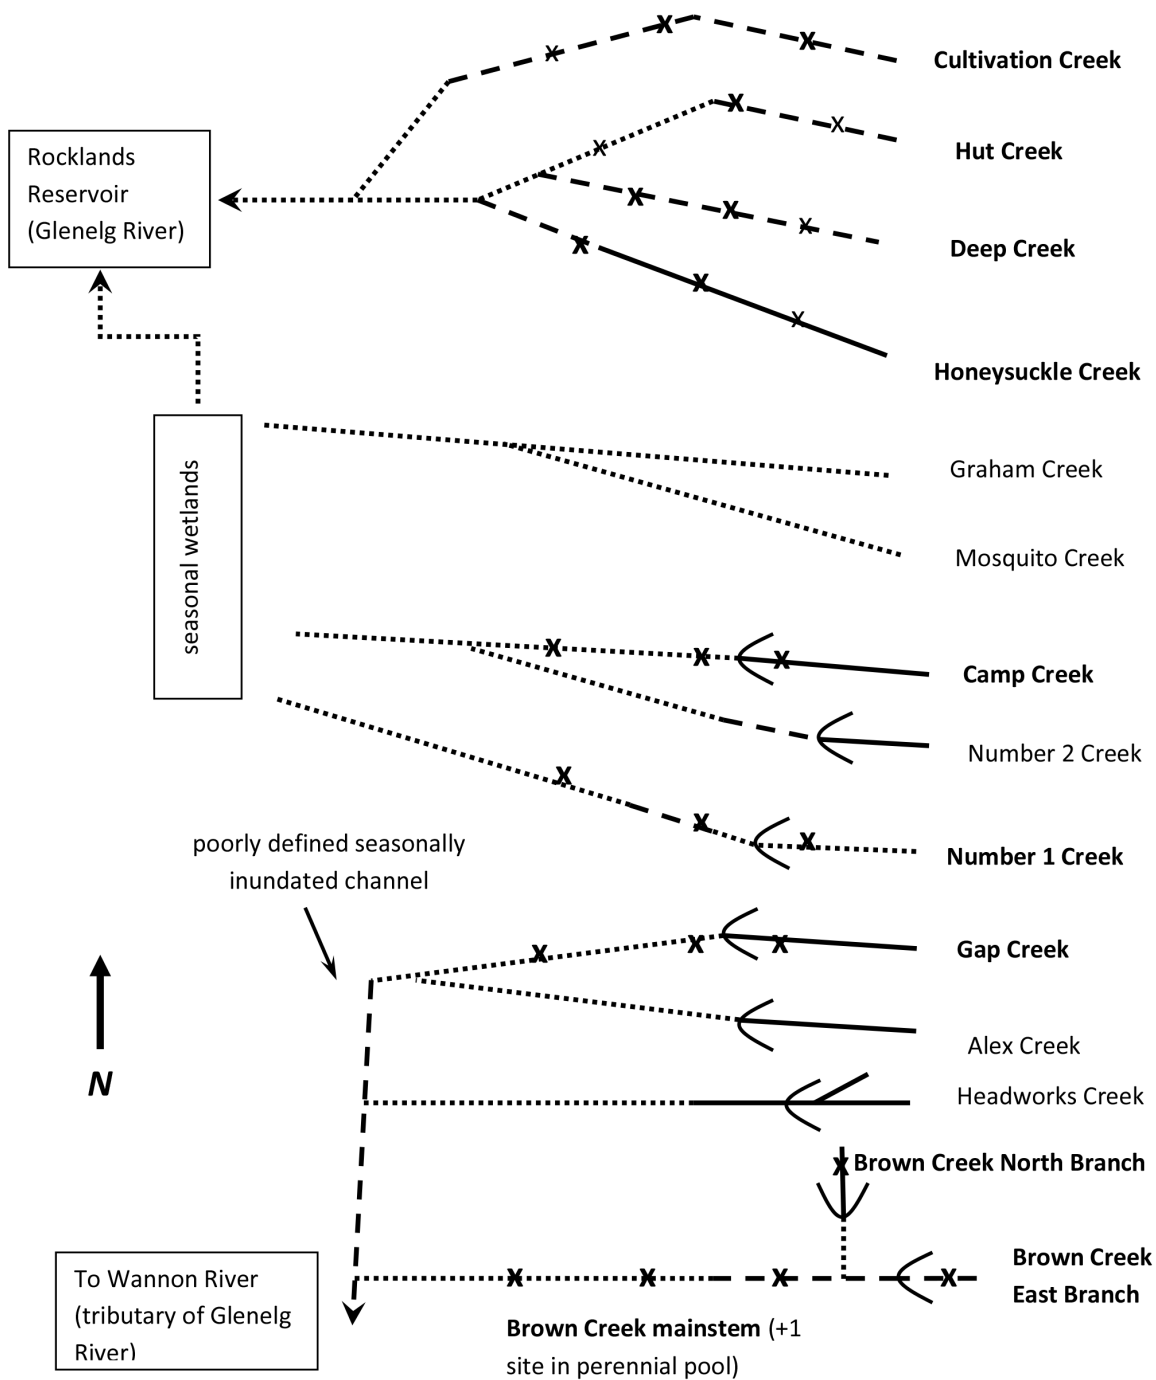 Cultivation Creek
Hut Creek
Rocklands
Reservoir
(Glenelg River)
Deep Creek
Honeysuckle Creek
Graham Creek
seasonal wetlands
Mosquito Creek
Camp Creek
Number 2 Creek
poorly defined seasonally
inundated channel
Number 1 Creek
Gap Creek
Alex Creek
N
Headworks Creek
Brown Creek North Branch
To Wannon River
(tributary of Glenelg
River)
Brown Creek
East Branch
Brown Creek mainstem (+1
site in perennial pool)